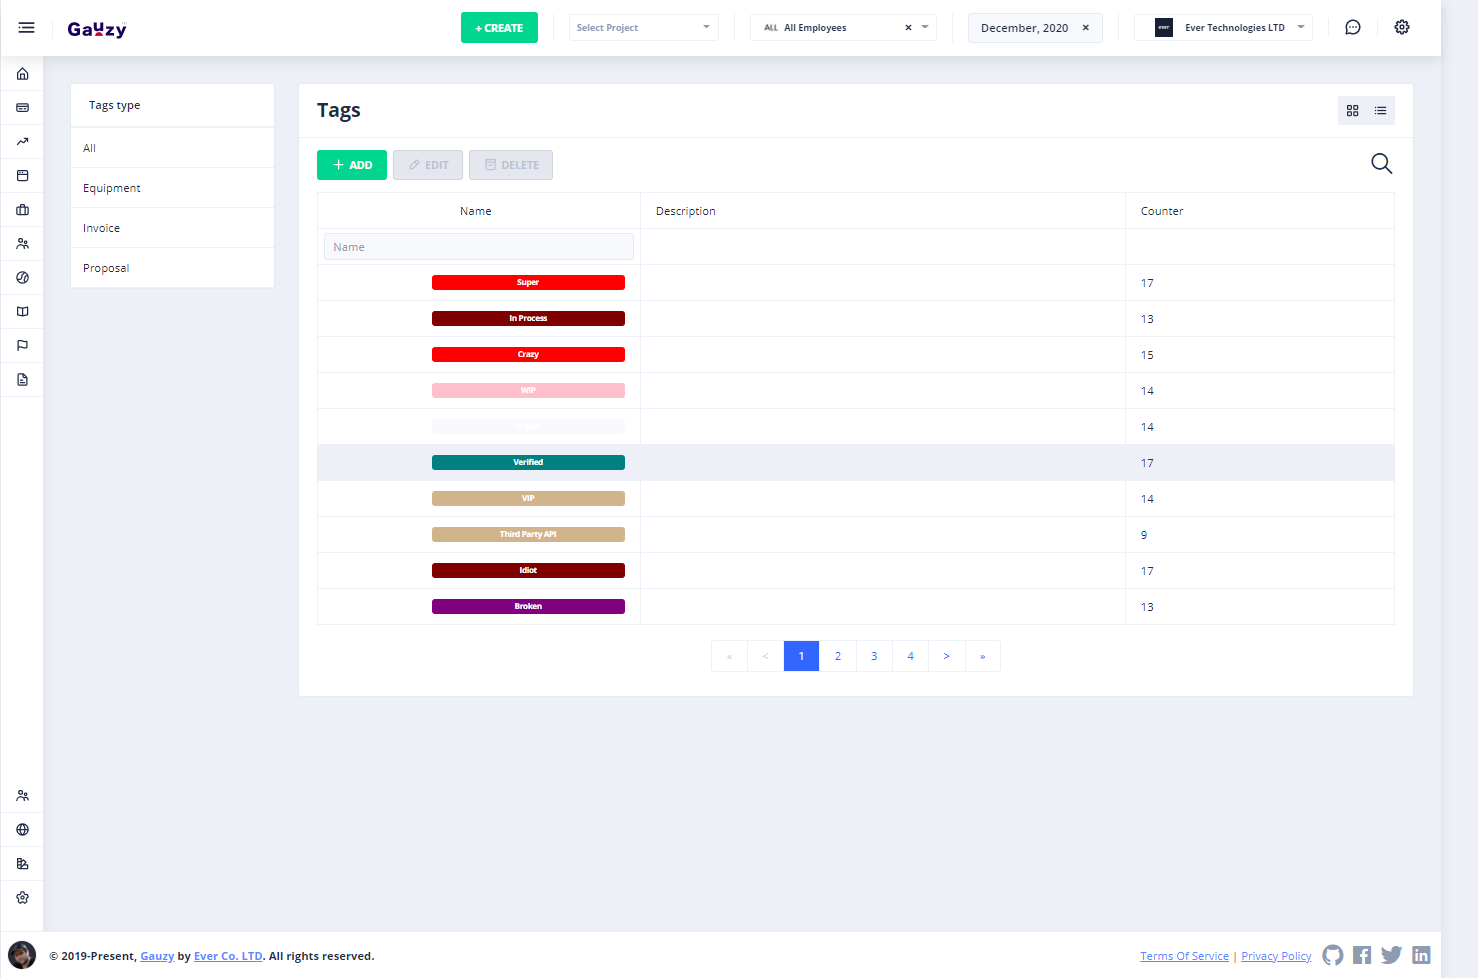 Gauzy
+ CREATE
Select Project
ALL All Employees ×
December, 2020 ×
ever Ever Technologies LTD
Tags type
All
Equipment
Invoice
Proposal
Tags
+ ADD
EDIT
DELETE
Name Description Counter
Name
Super 17
In Process 13
Crazy 15
WIP 14
14
Verified 17
VIP 14
Third Party API 9
Idiot 17
Broken 13
« < 1 2 3 4 > »
© 2019-Present, Gauzy by Ever Co. LTD. All rights reserved.
Terms Of Service | Privacy Policy